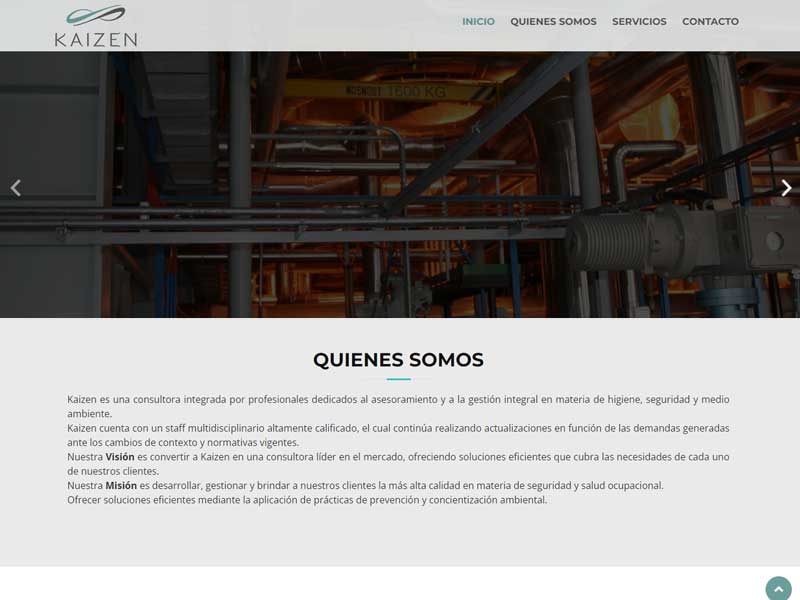 KAIZEN
INICIO QUIENES SOMOS SERVICIOS CONTACTO
1600 KG
QUIENES SOMOS
Kaizen es una consultora integrada por profesionales dedicados al asesoramiento y a la gestión integral en materia de higiene, seguridad y medio
ambiente.
Kaizen cuenta con un staff multidisciplinario altamente calificado, el cual continúa realizando actualizaciones en función de las demandas generadas
ante los cambios de contexto y normativas vigentes.
Nuestra Visión es convertir a Kaizen en una consultora líder en el mercado, ofreciendo soluciones eficientes que cubra las necesidades de cada uno
de nuestros clientes.
Nuestra Misión es desarrollar, gestionar y brindar a nuestros clientes la más alta calidad en materia de seguridad y salud ocupacional.
Ofrecer soluciones eficientes mediante la aplicación de prácticas de prevención y concientización ambiental.